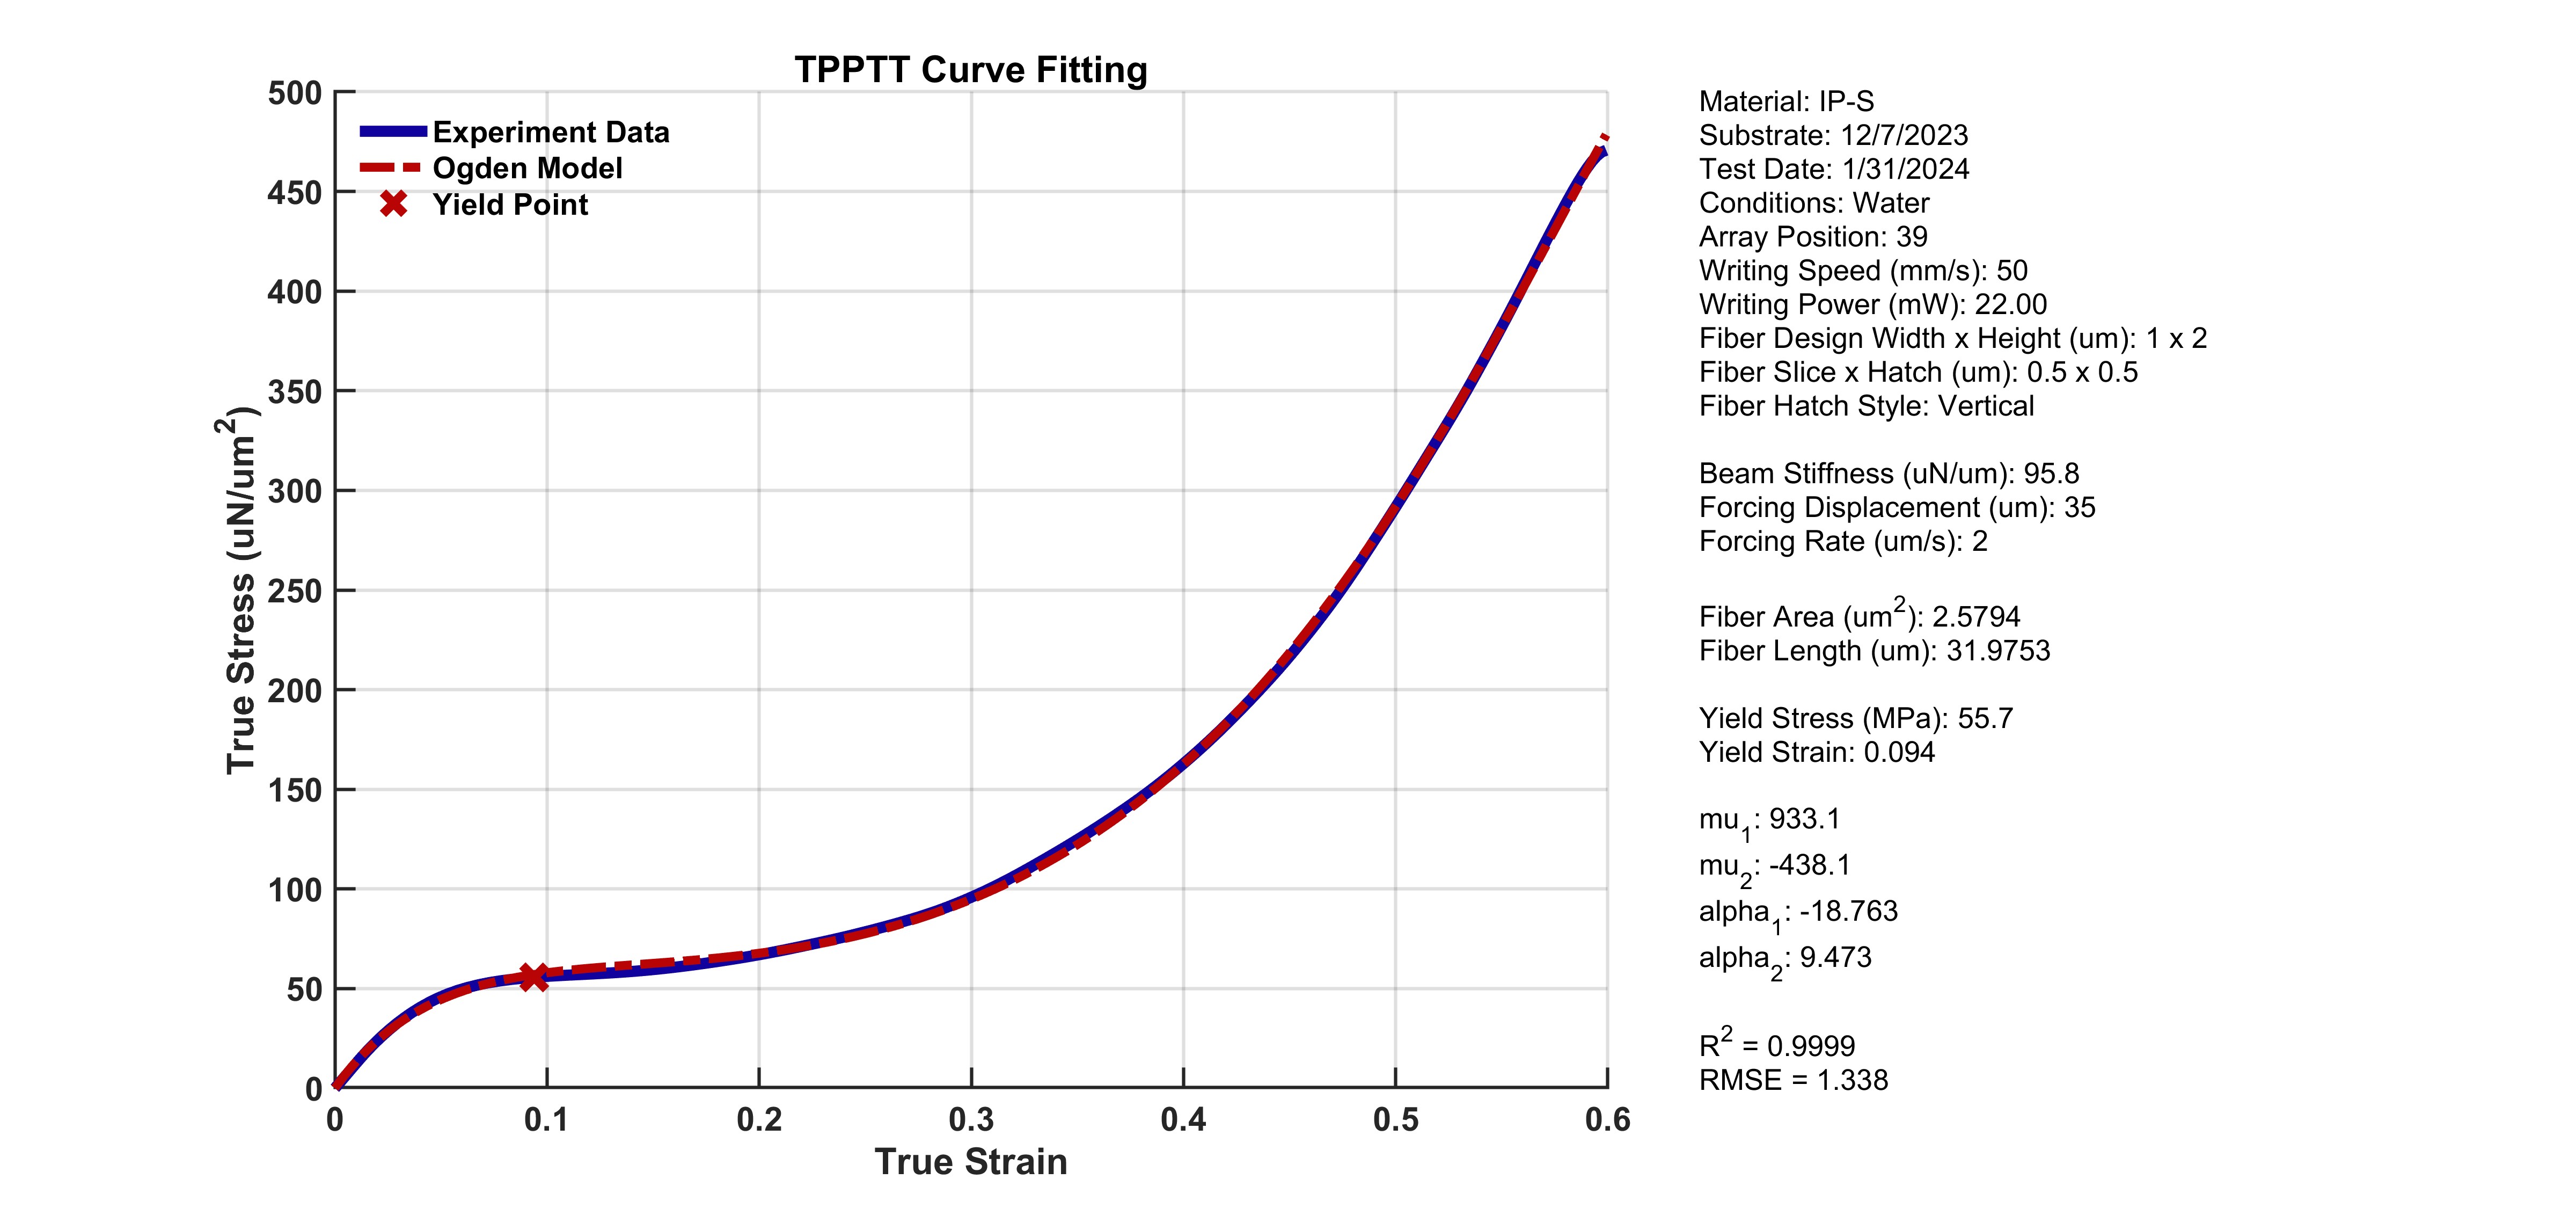 TPPTT Curve Fitting
500
450
400
350
300
250
200
150
100
50
0
True Stress (uN/um²)
Experiment Data
Ogden Model
Yield Point
0 0.1 0.2 0.3 0.4 0.5 0.6
True Strain
Material: IP-S
Substrate: 12/7/2023
Test Date: 1/31/2024
Conditions: Water
Array Position: 39
Writing Speed (mm/s): 50
Writing Power (mW): 22.00
Fiber Design Width x Height (um): 1 x 2
Fiber Slice x Hatch (um): 0.5 x 0.5
Fiber Hatch Style: Vertical
Beam Stiffness (uN/um): 95.8
Forcing Displacement (um): 35
Forcing Rate (um/s): 2
Fiber Area (um²): 2.5794
Fiber Length (um): 31.9753
Yield Stress (MPa): 55.7
Yield Strain: 0.094
mu₁: 933.1
mu₂: -438.1
alpha₁: -18.763
alpha₂: 9.473
R² = 0.9999
RMSE = 1.338